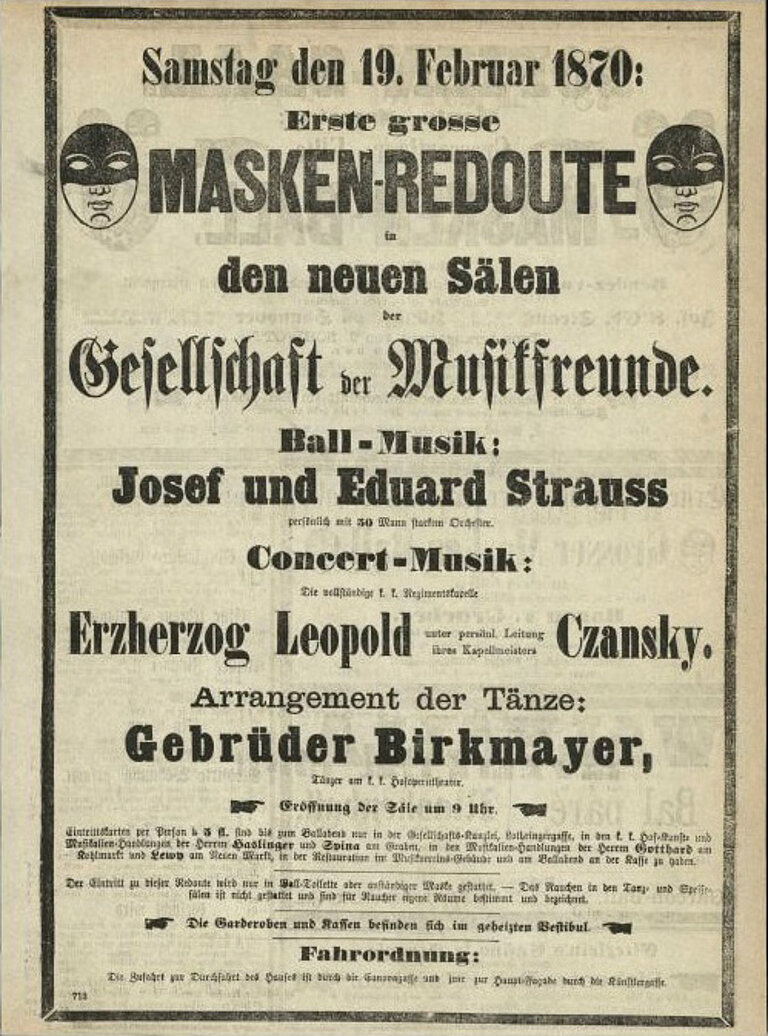 Samstag den 19. Februar 1870:
Erste grosse
MASKEN-REDOUTE
in
den neuen Sälen
der
Gesellschaft der Musikfreunde.
Ball-Musik:
Josef und Eduard Strauss
persönlich mit 50 Mann starkem Orchester.
Concert-Musik:
Die vollständige k. k. Regimentskapelle
Erzherzog Leopold unter persönl. Leitung ihres Kapellmeisters Czansky.
Arrangement der Tänze:
Gebrüder Birkmayer,
Tänzer am k. k. Hofoperntheater.
Eröffnung der Säle um 9 Uhr.
Eintrittskarten per Person à 5 fl. sind bis zum Ballabend nur in der Gesellschafts-Kanzlei, Lothringergasse, in den k. k. Hof-Kunst- und
Musikalien-Handlungen der Herren Haslinger und Spina am Graben, in den Musikalien-Handlungen der Herren Gotthard am
Kohlmarkt und Lewy am Neuen Markt, in der Restauration im Musikvereins-Gebäude und am Ballabend an der Kasse zu haben.
Der Eintritt zu dieser Redoute wird nur in Ball-Toilette oder anständiger Maske gestattet. — Das Rauchen in den Tanz- und Speise-
sälen ist nicht gestattet und sind für Raucher eigene Räume bestimmt und bezeichnet.
Die Garderoben und Kassen befinden sich im geheizten Vestibul.
Fahrordnung:
Die Zufahrt zur Durchfahrt des Hauses ist durch die Canovagasse und jene zur Haupt-Façade durch die Künstlergasse.
713